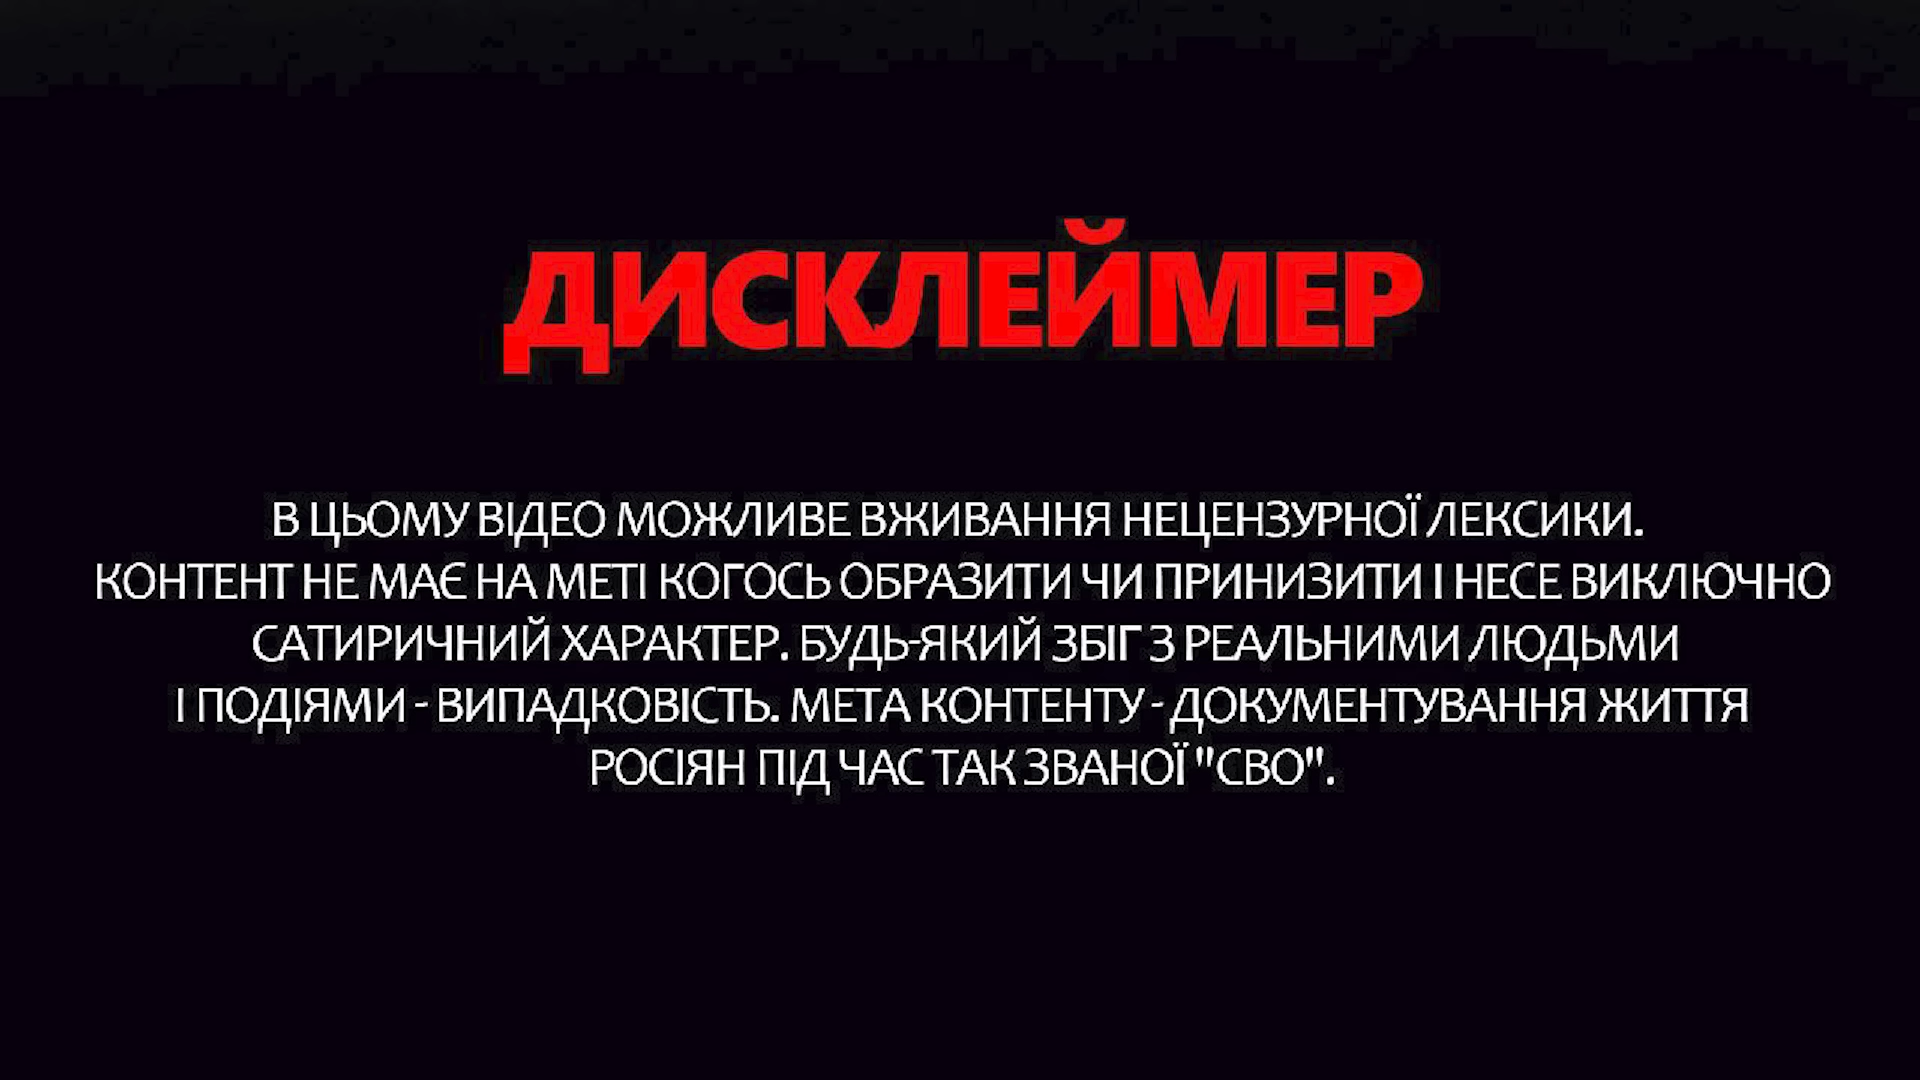 ДИСКЛЕЙМЕР
В ЦЬОМУ ВІДЕО МОЖЛИВЕ ВЖИВАННЯ НЕЦЕНЗУРНОЇ ЛЕКСИКИ.
КОНТЕНТ НЕ МАЄ НА МЕТІ КОГОСЬ ОБРАЗИТИ ЧИ ПРИНИЗИТИ І НЕСЕ ВИКЛЮЧНО
САТИРИЧНИЙ ХАРАКТЕР. БУДЬ-ЯКИЙ ЗБІГ З РЕАЛЬНИМИ ЛЮДЬМИ
І ПОДІЯМИ - ВИПАДКОВІСТЬ. МЕТА КОНТЕНТУ - ДОКУМЕНТУВАННЯ ЖИТТЯ
РОСІЯН ПІД ЧАС ТАК ЗВАНОЇ "СВО".